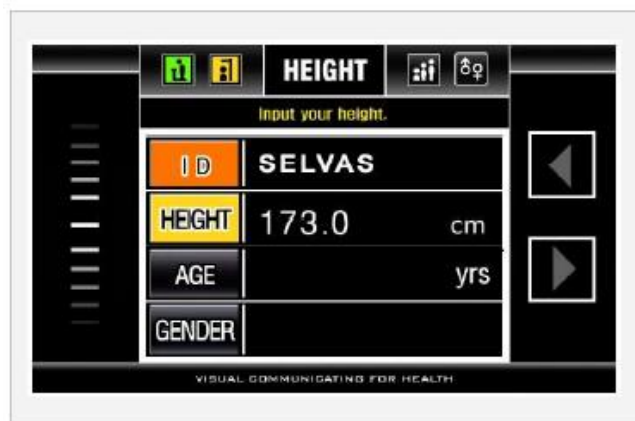 HEIGHT
Input your height.
ID SELVAS
HEIGHT 173.0 cm
AGE yrs
GENDER
VISUAL COMMUNICATING FOR HEALTH